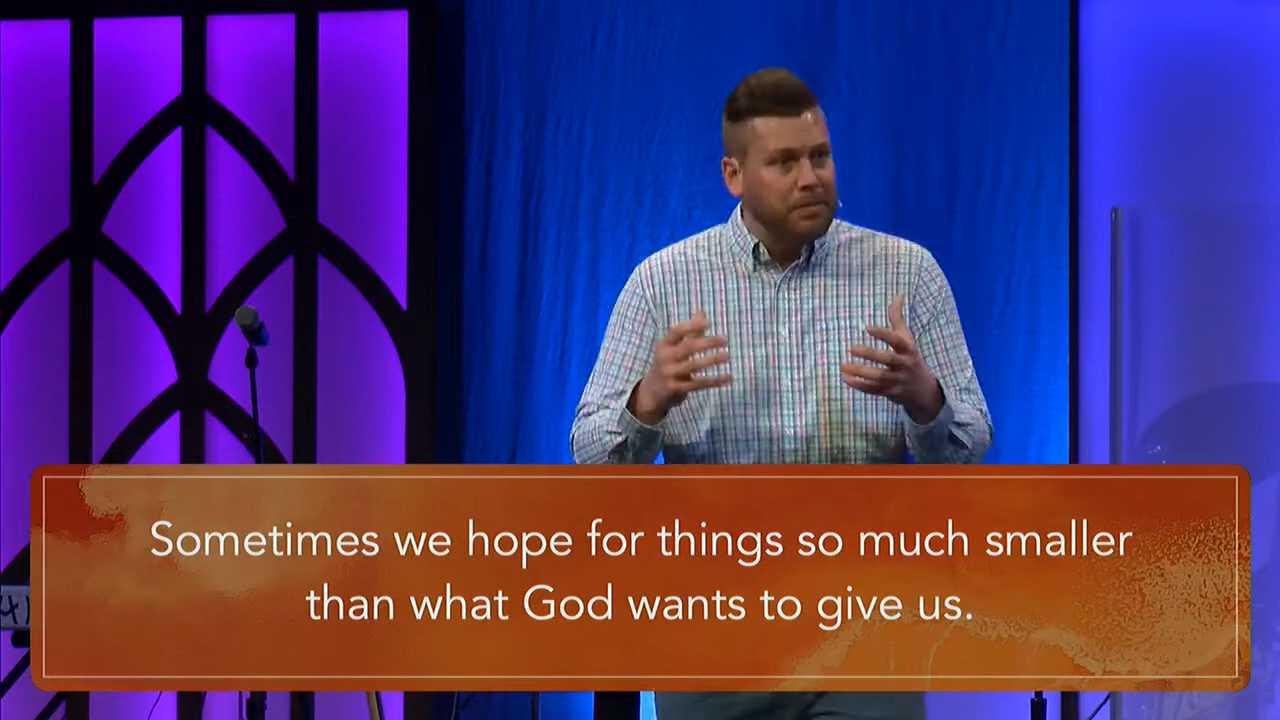 Sometimes we hope for things so much smaller
than what God wants to give us.